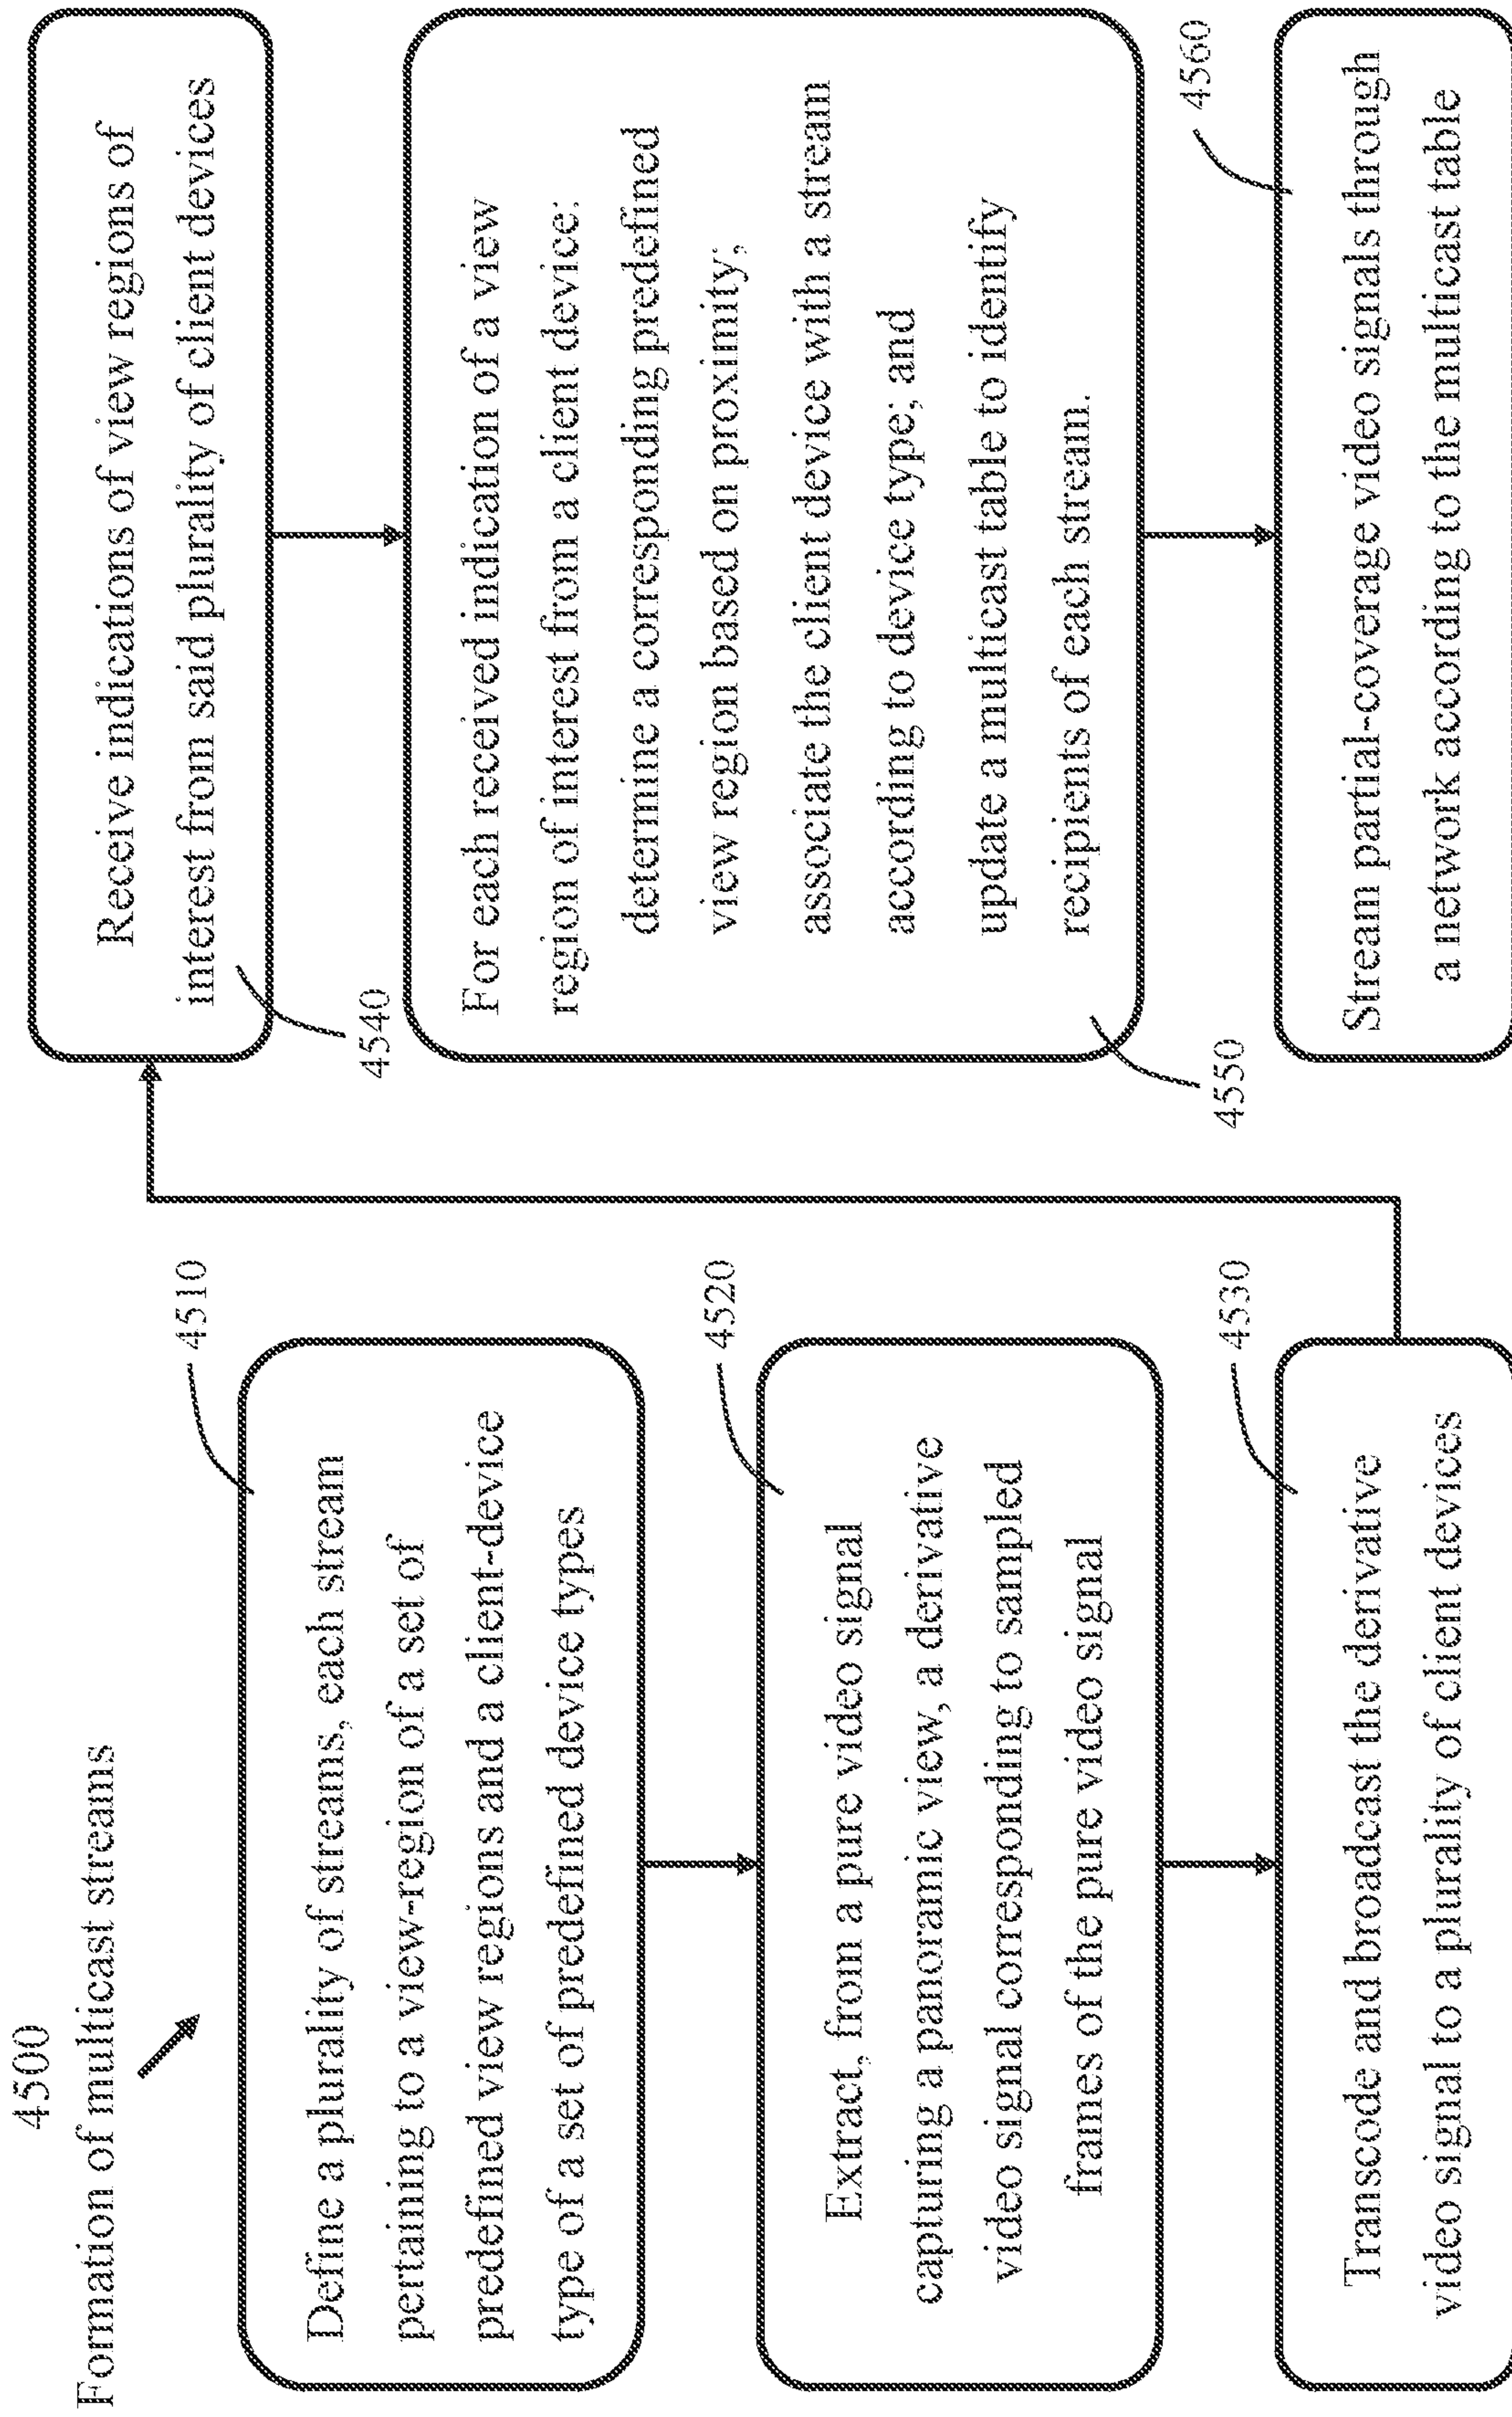 4500
Formation of multicast streams
4510
Define a plurality of streams, each stream
pertaining to a view-region of a set of
predefined view regions and a client-device
type of a set of predefined device types
4520
Extract, from a pure video signal
capturing a panoramic view, a derivative
video signal corresponding to sampled
frames of the pure video signal
4530
Transcode and broadcast the derivative
video signal to a plurality of client devices
Receive indications of view regions of
interest from said plurality of client devices
4540
For each received indication of a view
region of interest from a client device:
determine a corresponding predefined
view region based on proximity;
associate the client device with a stream
according to device type; and
update a multicast table to identify
recipients of each stream.
4550
4560
Stream partial-coverage video signals through
a network according to the multicast table